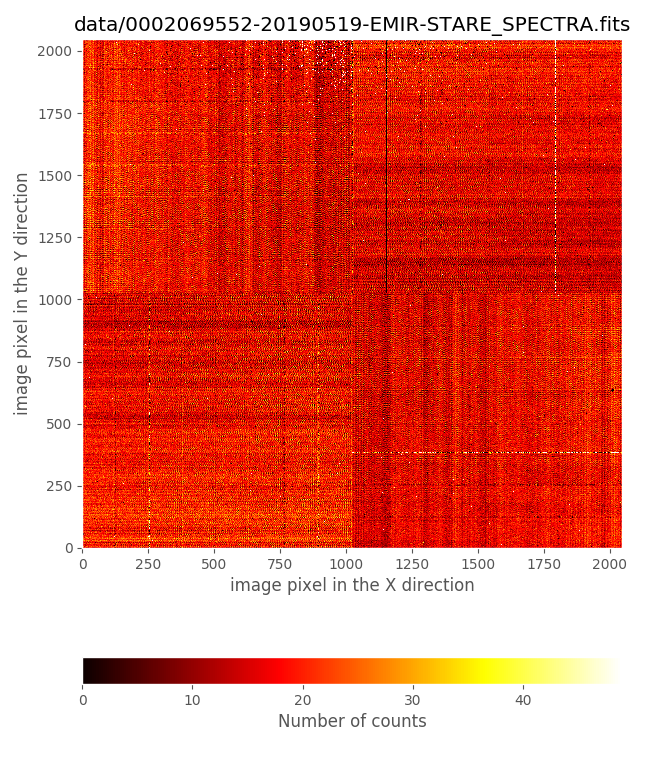 data/0002069552-20190519-EMIR-STARE_SPECTRA.fits
image pixel in the Y direction
2000
1750
1500
1250
1000
750
500
250
0
0 250 500 750 1000 1250 1500 1750 2000
image pixel in the X direction
0 10 20 30 40
Number of counts